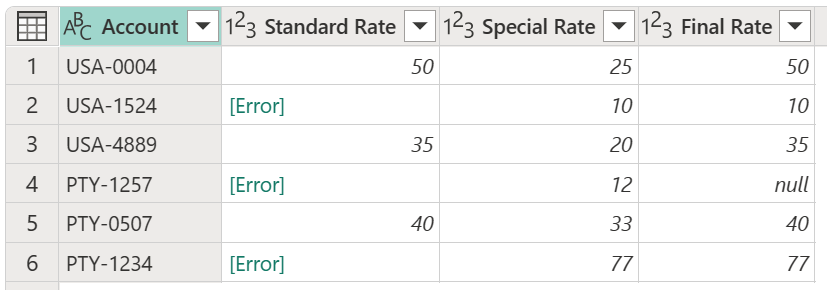 ABC Account 123 Standard Rate 123 Special Rate 123 Final Rate
1 USA-0004 50 25 50
2 USA-1524 [Error] 10 10
3 USA-4889 35 20 35
4 PTY-1257 [Error] 12 null
5 PTY-0507 40 33 40
6 PTY-1234 [Error] 77 77